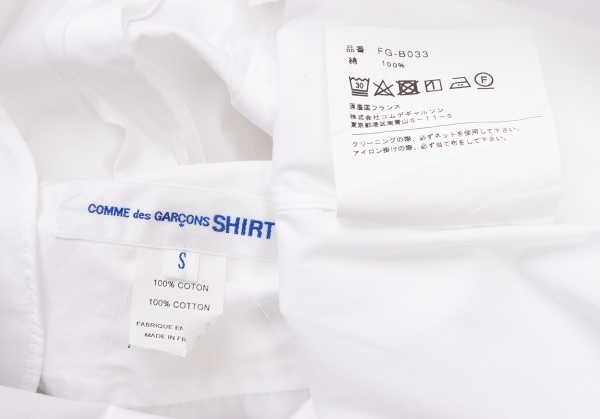 品番 FG-B033
綿 100%
30
F
原産国フランス
株式会社コムデギャルソン
東京都港区南青山5-11-5
クリーニングの際、必ずネットを使用して下さい。
アイロン掛けの際、必ず当て布をして下さい。
COMME des GARÇONS SHIRT
S
100% COTON
100% COTTON
FABRIQUE EN
MADE IN